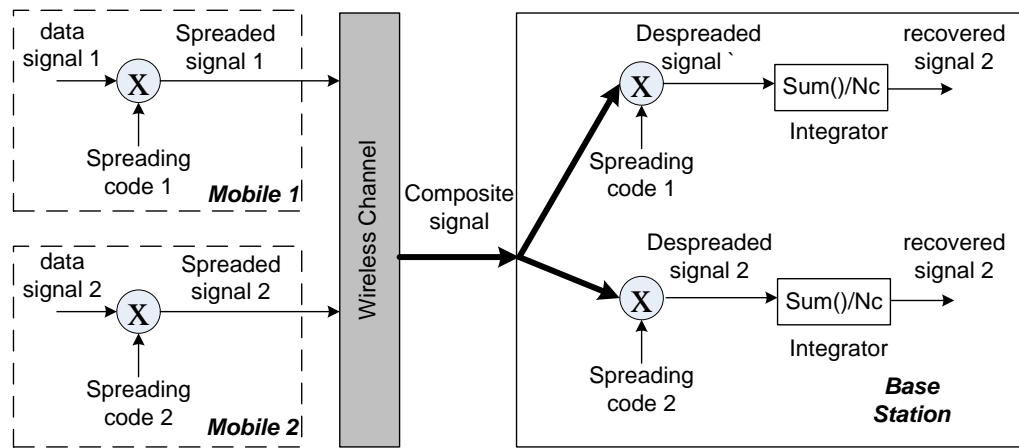 data
signal 1
Spreaded
signal 1
X
Spreading
code 1
Mobile 1
data
signal 2
Spreaded
signal 2
X
Spreading
code 2
Mobile 2
Wireless Channel
Composite
signal
Despreaded
signal `
X
Spreading
code 1
Sum()/Nc
Integrator
recovered
signal 2
Despreaded
signal 2
X
Spreading
code 2
Sum()/Nc
Integrator
recovered
signal 2
Base
Station